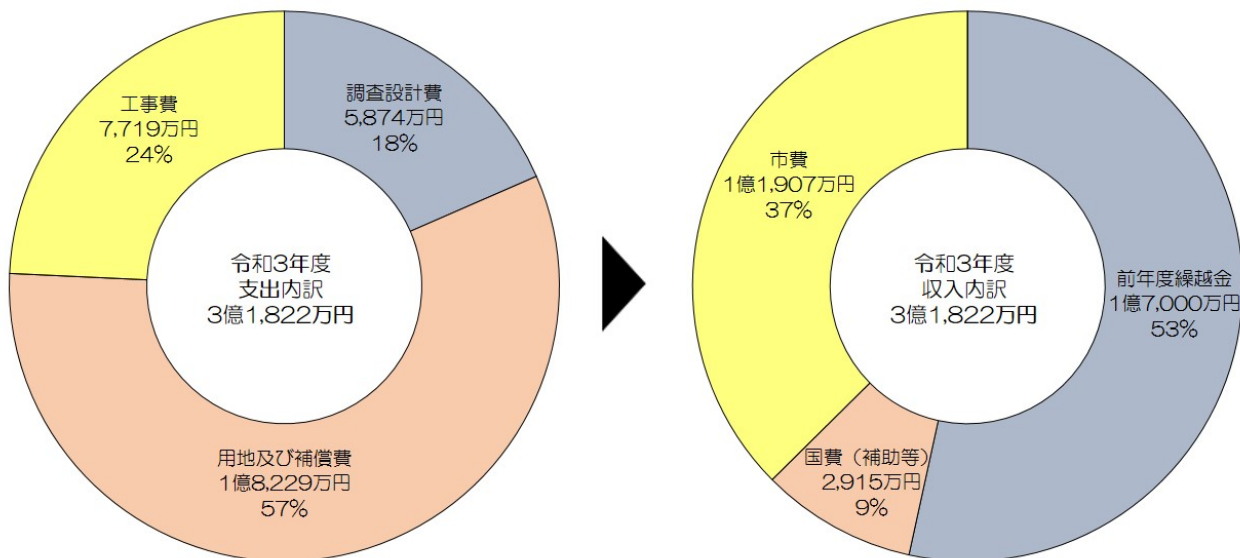 工事費
7,719万円
24%
調査設計費
5,874万円
18%
令和3年度
支出内訳
3億1,822万円
用地及び補償費
1億8,229万円
57%
市費
1億1,907万円
37%
令和3年度
収入内訳
3億1,822万円
前年度繰越金
1億7,000万円
53%
国費（補助等）
2,915万円
9%